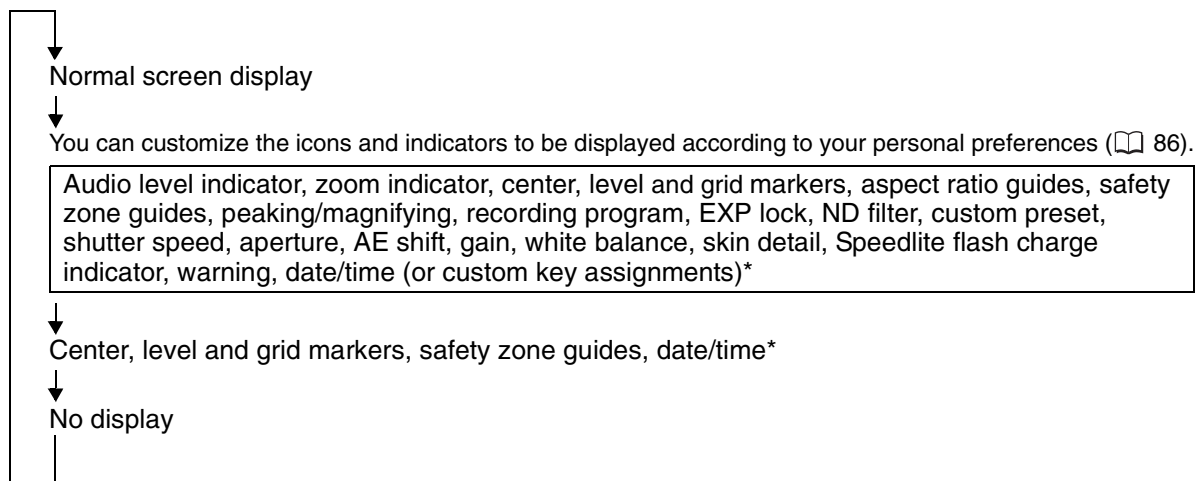 Normal screen display
You can customize the icons and indicators to be displayed according to your personal preferences (📖 86).
Audio level indicator, zoom indicator, center, level and grid markers, aspect ratio guides, safety
zone guides, peaking/magnifying, recording program, EXP lock, ND filter, custom preset,
shutter speed, aperture, AE shift, gain, white balance, skin detail, Speedlite flash charge
indicator, warning, date/time (or custom key assignments)*
Center, level and grid markers, safety zone guides, date/time*
No display